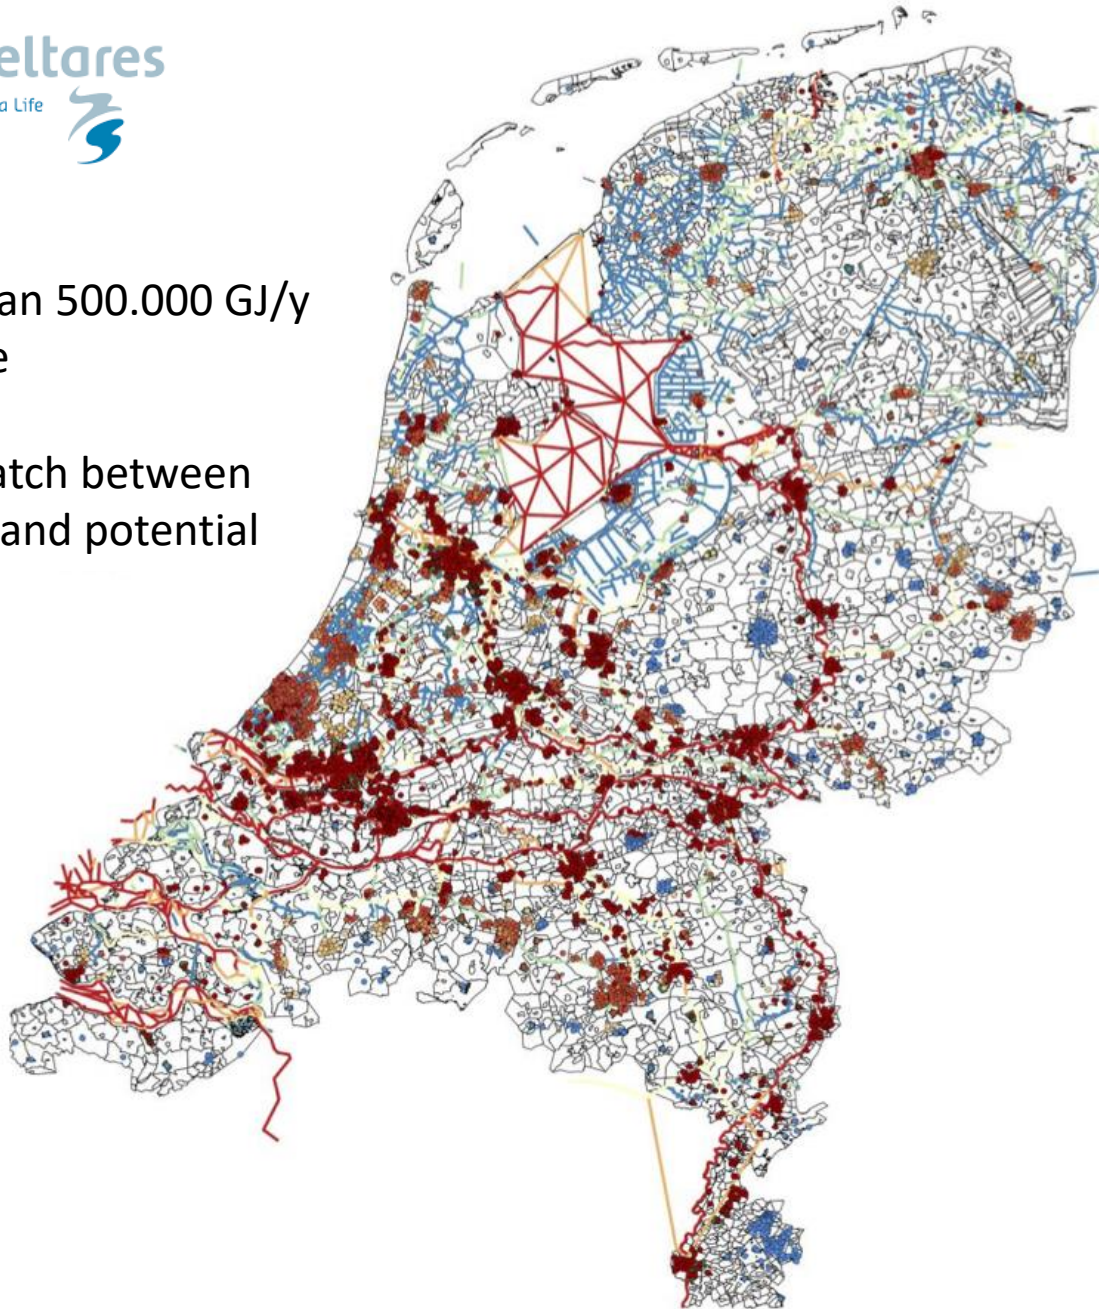 eltares
a Life
an 500.000 GJ/y
e
atch between
and potential